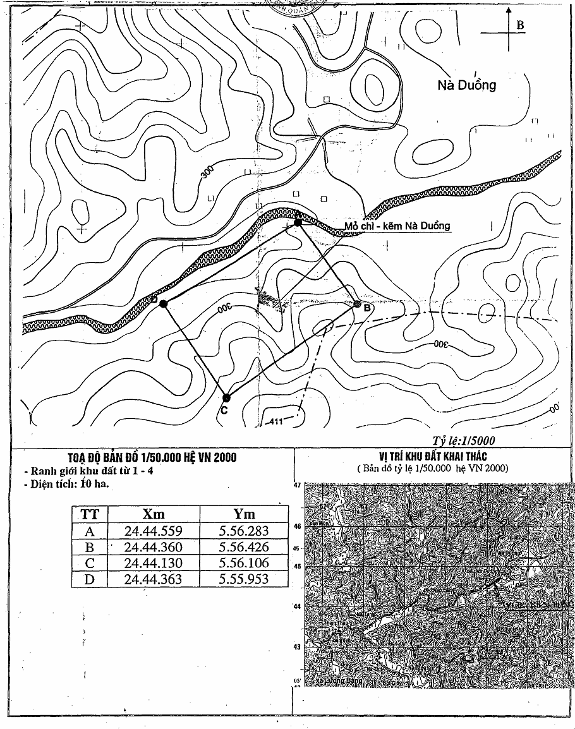 B
Nà Duồng
300
A
Mỏ chì - kẽm Nà Duồng
D
B
300
300
C
411
00
Tỷ lệ:1/5000
TOẠ ĐỘ BẢN ĐỒ 1/50.000 HỆ VN 2000
- Ranh giới khu đất từ 1 - 4
- Diện tích: 10 ha.
TT Xm Ym
A 24.44.559 5.56.283
B 24.44.360 5.56.426
C 24.44.130 5.56.106
D 24.44.363 5.55.953
VỊ TRÍ KHU ĐẤT KHAI THÁC
( Bản đồ tỷ lệ 1/50.000 hệ VN 2000)
47
46
45
44
43